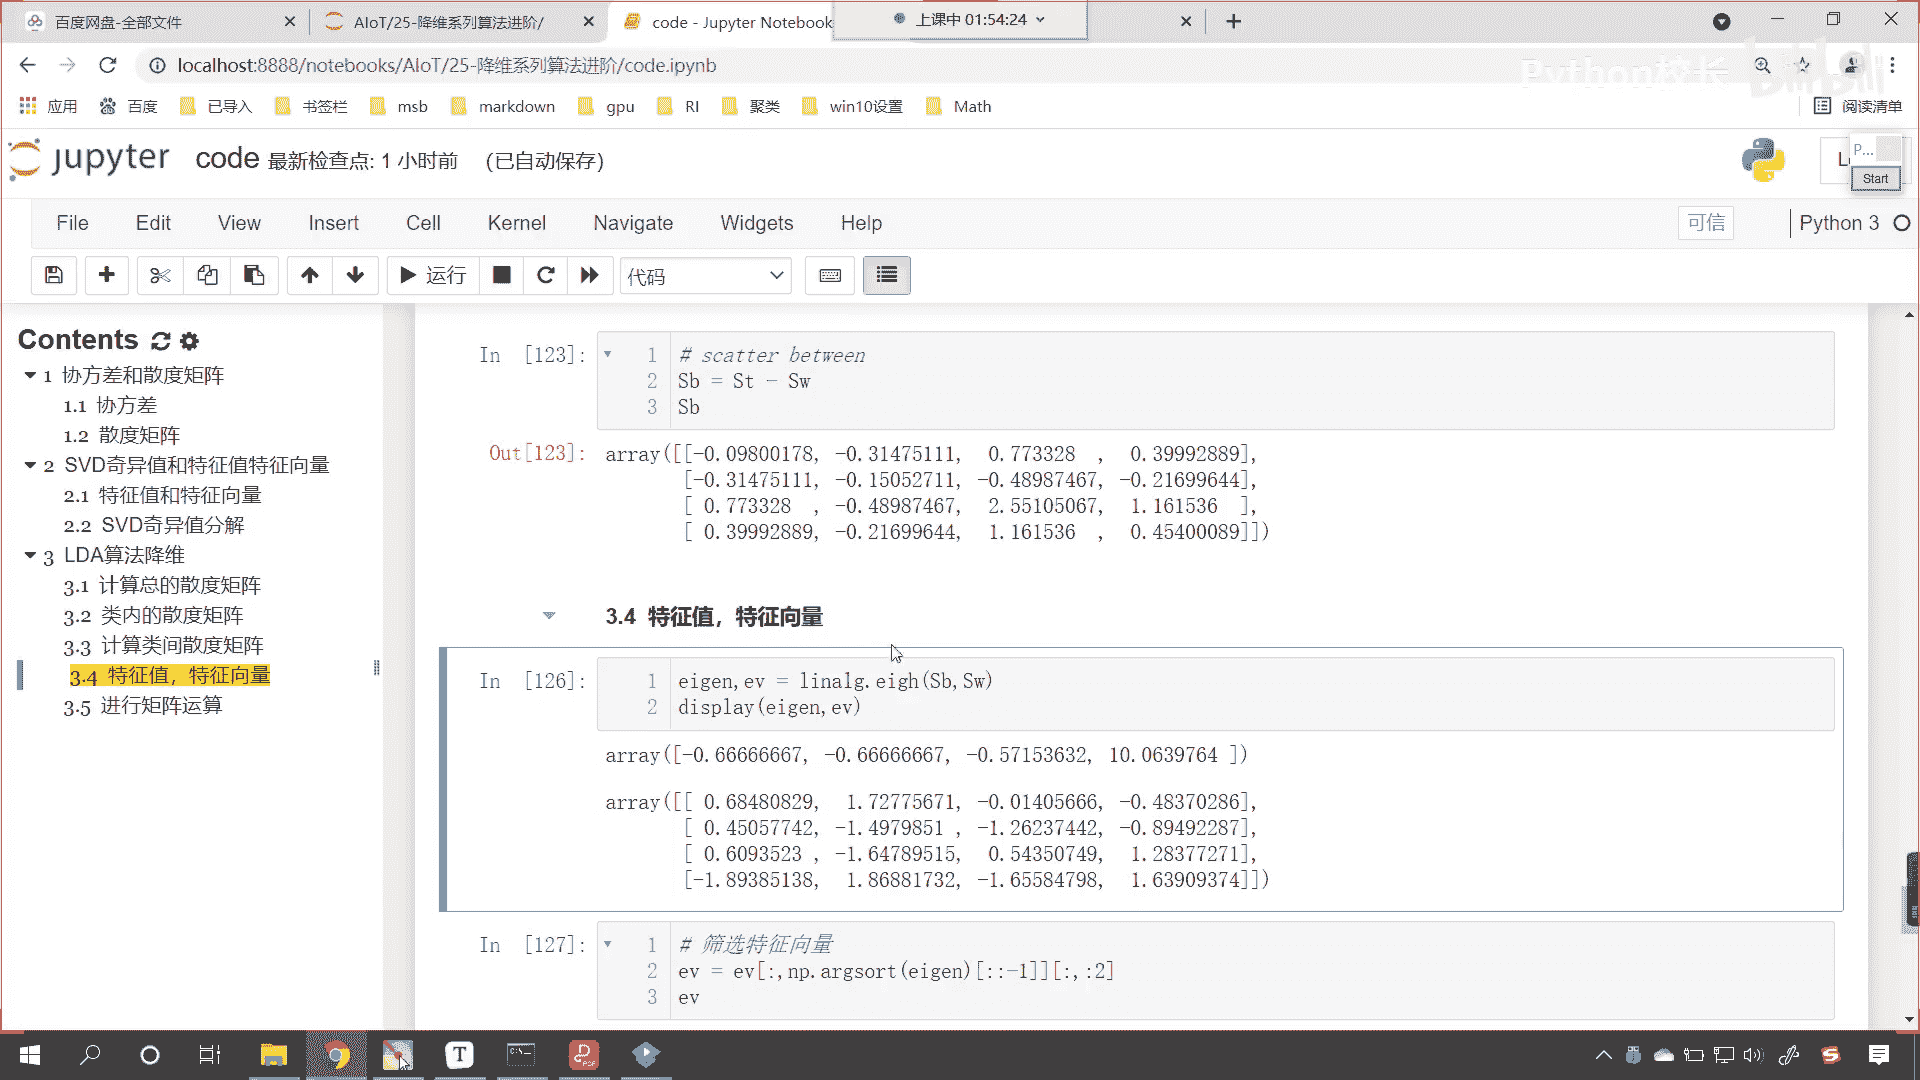 百度网盘-全部文件
AIoT/25-降维系列算法进阶/
code - Jupyter Notebook
上课中 01:54:24
localhost:8888/notebooks/AIoT/25-降维系列算法进阶/code.ipynb
Python校长
bilibili
应用
百度
已导入
书签栏
msb
markdown
gpu
RI
聚类
win10设置
Math
阅读清单
jupyter
code 最新检查点: 1 小时前 (已自动保存)
P...
Start
File
Edit
View
Insert
Cell
Kernel
Navigate
Widgets
Help
可信
Python 3
运行
代码
Contents
1 协方差和散度矩阵
1.1 协方差
1.2 散度矩阵
2 SVD奇异值和特征值特征向量
2.1 特征值和特征向量
2.2 SVD奇异值分解
3 LDA算法降维
3.1 计算总的散度矩阵
3.2 类内的散度矩阵
3.3 计算类间散度矩阵
3.4 特征值，特征向量
3.5 进行矩阵运算
In [123]:
1 # scatter between
2 Sb = St - Sw
3 Sb
Out[123]: array([[-0.09800178, -0.31475111, 0.773328 , 0.39992889],
[-0.31475111, -0.15052711, -0.48987467, -0.21699644],
[ 0.773328 , -0.48987467, 2.55105067, 1.161536 ],
[ 0.39992889, -0.21699644, 1.161536 , 0.45400089]])
3.4 特征值，特征向量
In [126]:
1 eigen,ev = linalg.eigh(Sb,Sw)
2 display(eigen,ev)
array([-0.66666667, -0.66666667, -0.57153632, 10.0639764 ])
array([[ 0.68480829, 1.72775671, -0.01405666, -0.48370286],
[ 0.45057742, -1.4979851 , -1.26237442, -0.89492287],
[ 0.6093523 , -1.64789515, 0.54350749, 1.28377271],
[-1.89385138, 1.86881732, -1.65584798, 1.63909374]])
In [127]:
1 # 筛选特征向量
2 ev = ev[:,np.argsort(eigen)[::-1]][:,:2]
3 ev